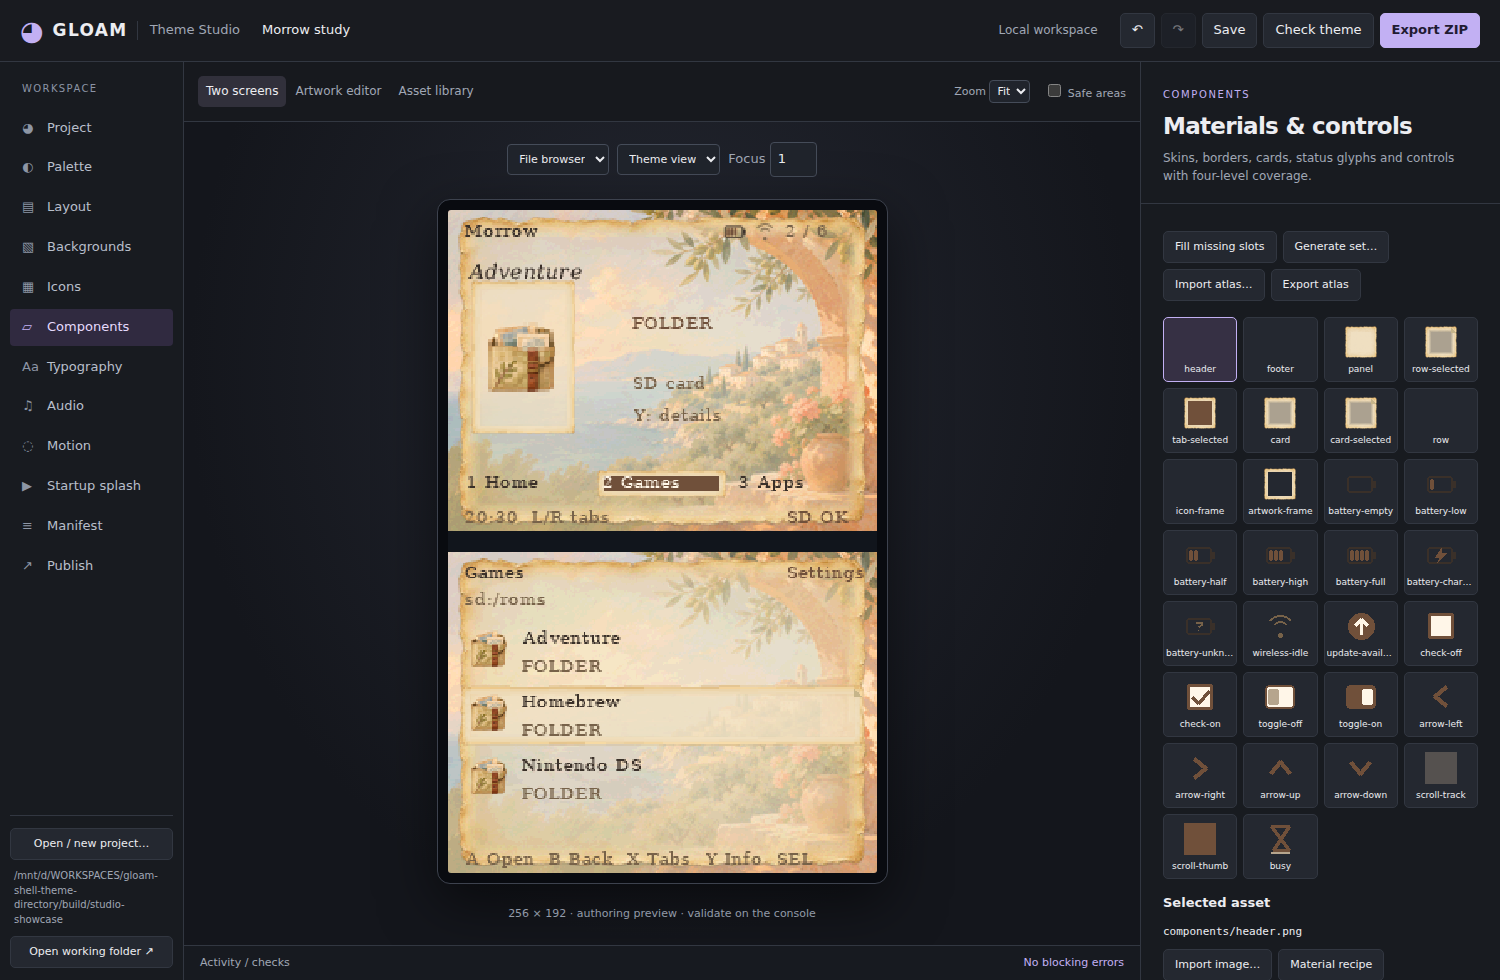 GLOAM Theme Studio Morrow study Local workspace ↶ ↷ Save Check theme Export ZIP
WORKSPACE
Project
Palette
Layout
Backgrounds
Icons
Components
Aa Typography
Audio
Motion
Startup splash
Manifest
Publish
Open / new project…
/mnt/d/WORKSPACES/gloam-
shell-theme-
directory/build/studio-
showcase
Open working folder ↗
Two screens Artwork editor Asset library Zoom Fit Safe areas
File browser Theme view Focus 1
Morrow 2 / 6
Adventure
FOLDER
SD card
Y: details
1 Home 2 Games 3 Apps
20:30 L/R tabs SD OK
Games Settings
sd:/roms
Adventure
FOLDER
Homebrew
FOLDER
Nintendo DS
FOLDER
A Open B Back X Tabs Y Info SEL
256 × 192 · authoring preview · validate on the console
Activity / checks No blocking errors
COMPONENTS
Materials & controls
Skins, borders, cards, status glyphs and controls
with four-level coverage.
Fill missing slots Generate set…
Import atlas… Export atlas
header footer panel row-selected
tab-selected card card-selected row
icon-frame artwork-frame battery-empty battery-low
battery-half battery-high battery-full battery-char…
battery-unkn… wireless-idle update-avail… check-off
check-on toggle-off toggle-on arrow-left
arrow-right arrow-up arrow-down scroll-track
scroll-thumb busy
Selected asset
components/header.png
Import image… Material recipe